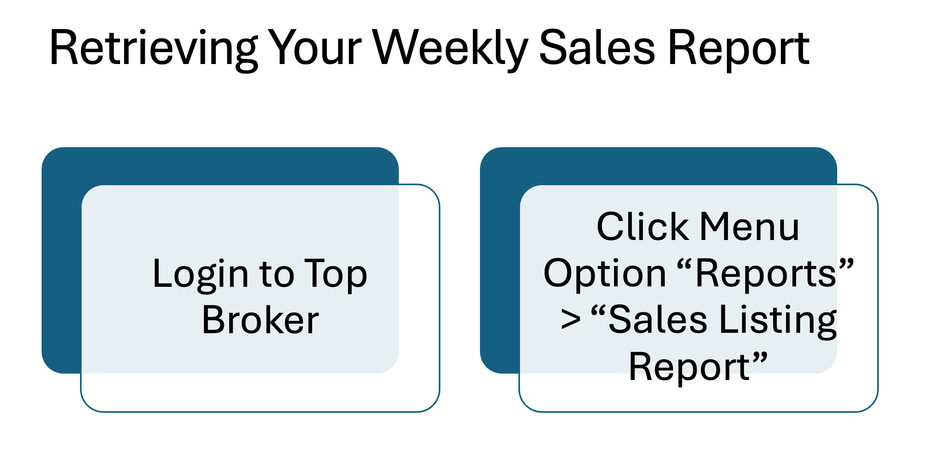 Retrieving Your Weekly Sales Report
Login to Top
Broker
Click Menu
Option “Reports”
> “Sales Listing
Report”